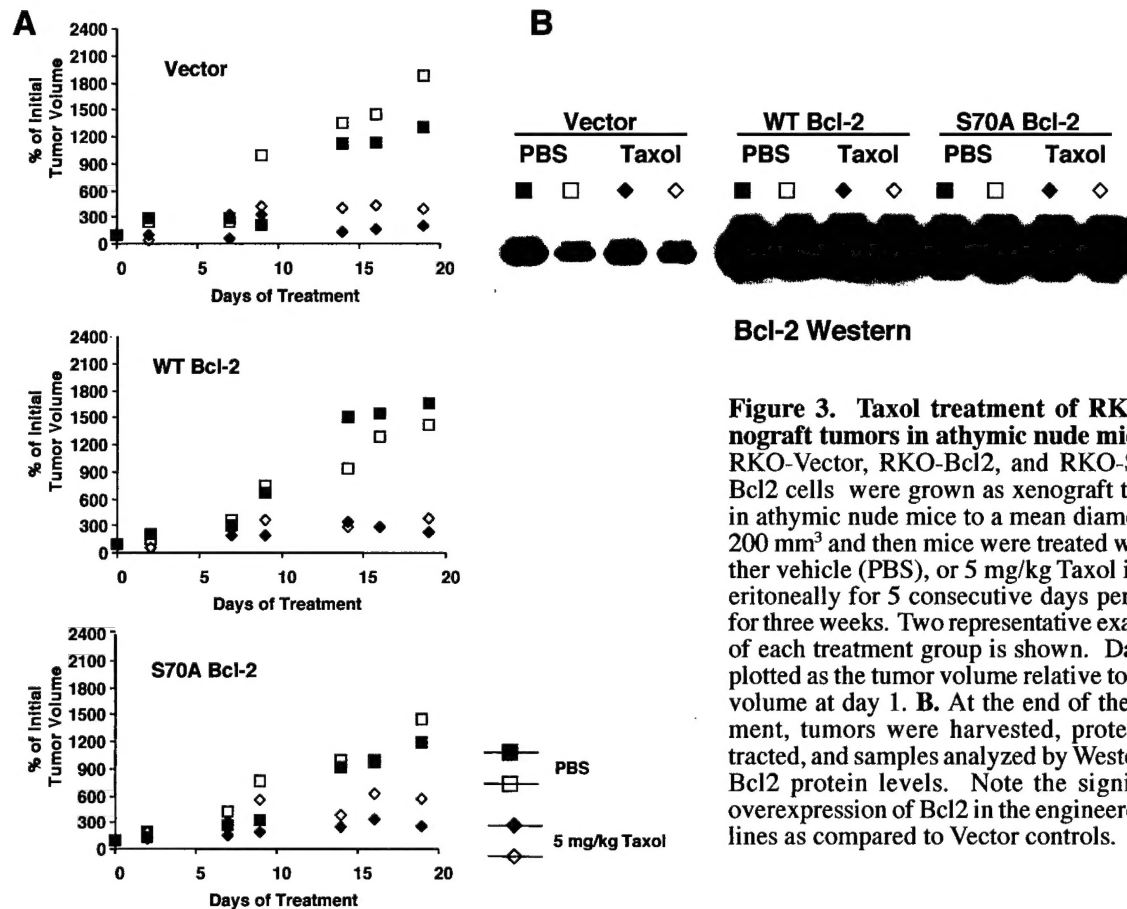 A
B
2400
2100
1800
1500
1200
900
600
300
0
% of Initial
Tumor Volume
Vector
0 5 10 15 20
Days of Treatment
2400
2100
1800
1500
1200
900
600
300
0
% of Initial
Tumor Volume
WT Bcl-2
0 5 10 15 20
Days of Treatment
2400
2100
1800
1500
1200
900
600
300
0
% of Initial
Tumor Volume
S70A Bcl-2
0 5 10 15 20
Days of Treatment
PBS
5 mg/kg Taxol
Vector WT Bcl-2 S70A Bcl-2
PBS Taxol PBS Taxol PBS Taxol
Bcl-2 Western
Figure 3. Taxol treatment of RK
nograft tumors in athymic nude mic
RKO-Vector, RKO-Bcl2, and RKO-S
Bcl2 cells were grown as xenograft t
in athymic nude mice to a mean diam
200 mm³ and then mice were treated w
ther vehicle (PBS), or 5 mg/kg Taxol i
eritoneally for 5 consecutive days per
for three weeks. Two representative exa
of each treatment group is shown. Da
plotted as the tumor volume relative to
volume at day 1. B. At the end of the
ment, tumors were harvested, prote
tracted, and samples analyzed by Weste
Bcl2 protein levels. Note the signi
overexpression of Bcl2 in the engineere
lines as compared to Vector controls.